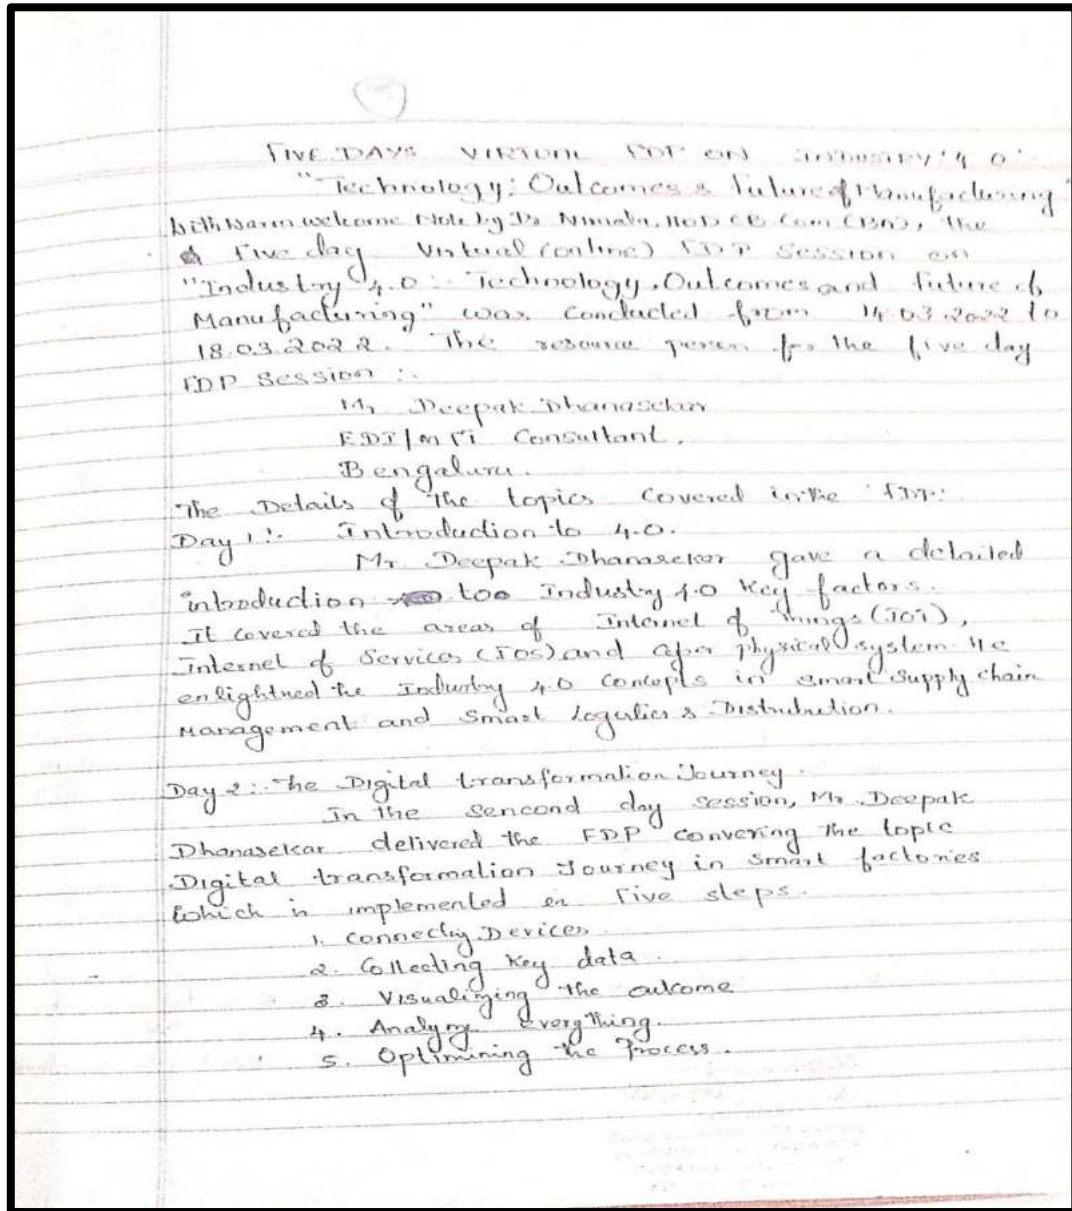 FIVE DAYS VIRTUAL FDP ON INDUSTRY: 4.0:
"Technology: Outcomes & Future of Manufacturing"
With Warm welcome Note by Dr Nirmala, HOD CB Com (BA), The
Five day Virtual (online) FDP Session on
"Industry 4.0: Technology, Outcomes and Future of
Manufacturing" was Conducted from 14.03.2022 to
18.03.2022. The resource person for the five day
FDP Session:
Mr Deepak Dhanasekar
EDI/MFT Consultant,
Bengaluru.
The Details of The topics Covered in the FDP:
Day 1:- Introduction to 4.0.
Mr. Deepak Dhanasekar gave a detailed
introduction too Industry 4.0 Key factors.
It Covered the areas of Internet of Things (IOT),
Internet of Services (IOS) and physical system. He
enlightned the Industry 4.0 Concepts in Smart Supply chain
Management and Smart Logistics & Distribution.
Day 2:- The Digital transformation Journey.
In the Sencond day Session, Mr. Deepak
Dhanasekar delivered the FDP convering the topic
Digital transformation Journey in Smart factories
Which is implemented in Five steps.
1. Connecting Devices.
2. Collecting Key data.
3. Visualizing The outcome
4. Analyze EveryThing.
5. Optimining the Process.